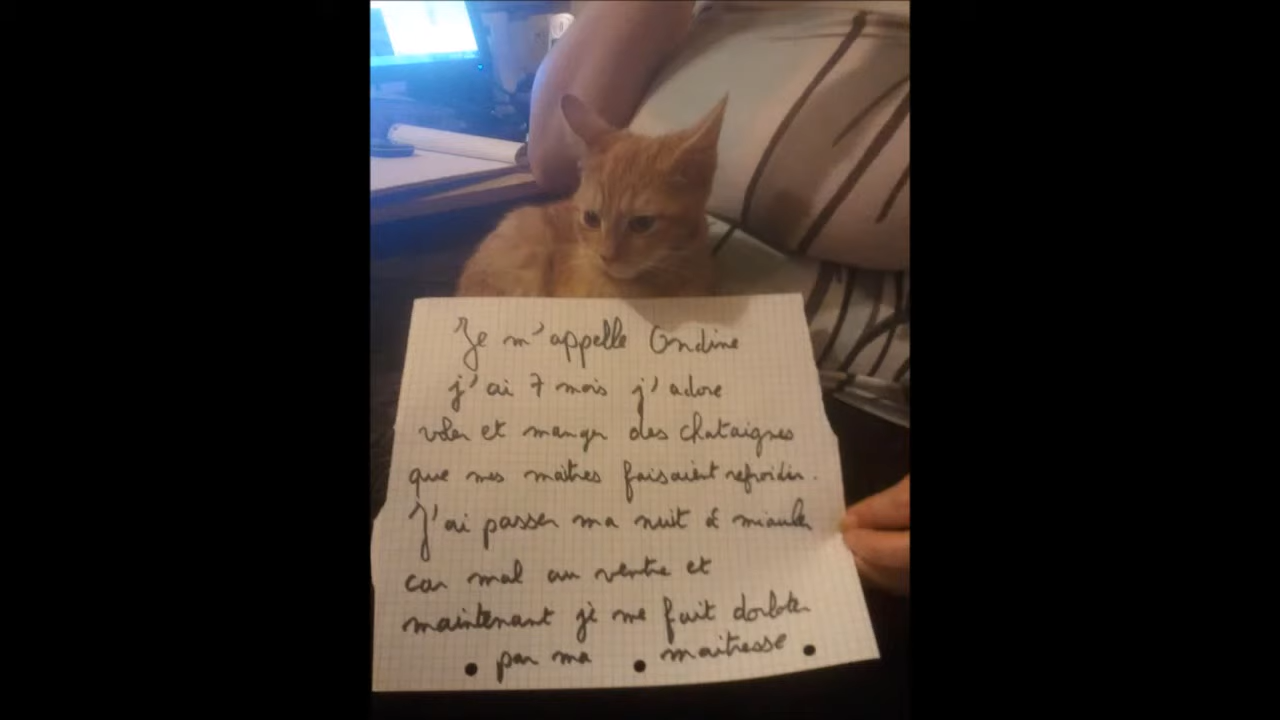 Je m'appelle Ondine
j'ai 7 mois j'adore
voler et manger des chataignes
que mes maitres faisaient refroidir.
J'ai passer ma nuit à miauler
car mal au ventre et
maintenant je me fait dorloter
par ma maitresse